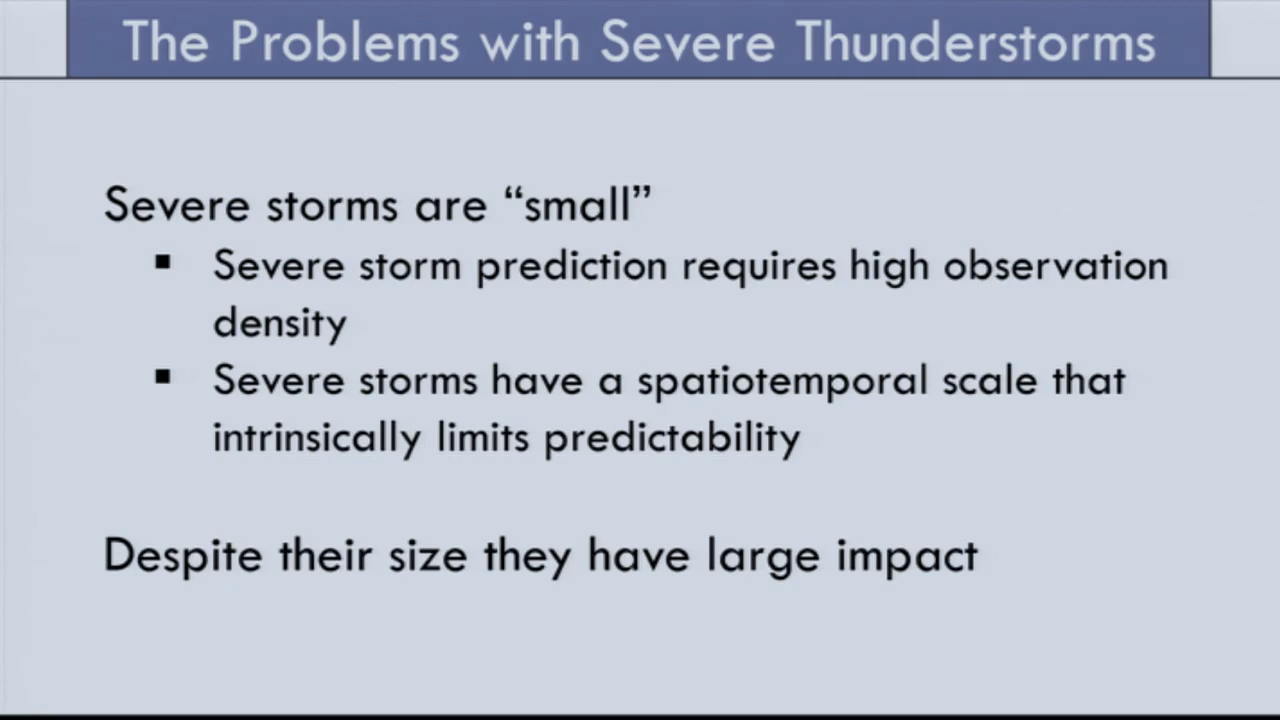 The Problems with Severe Thunderstorms
Severe storms are “small”
▪ Severe storm prediction requires high observation
density
▪ Severe storms have a spatiotemporal scale that
intrinsically limits predictability
Despite their size they have large impact